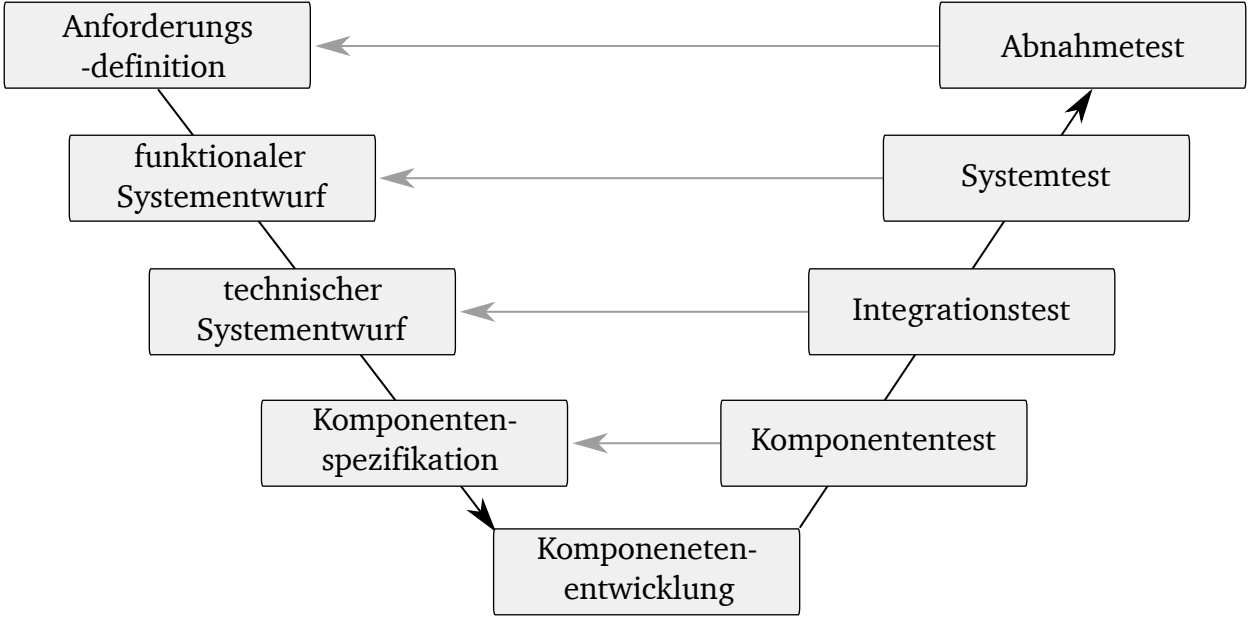 Anforderungs
-definition
Abnahmetest
funktionaler
Systementwurf
Systemtest
technischer
Systementwurf
Integrationstest
Komponenten-
spezifikation
Komponententest
Komponeneten-
entwicklung